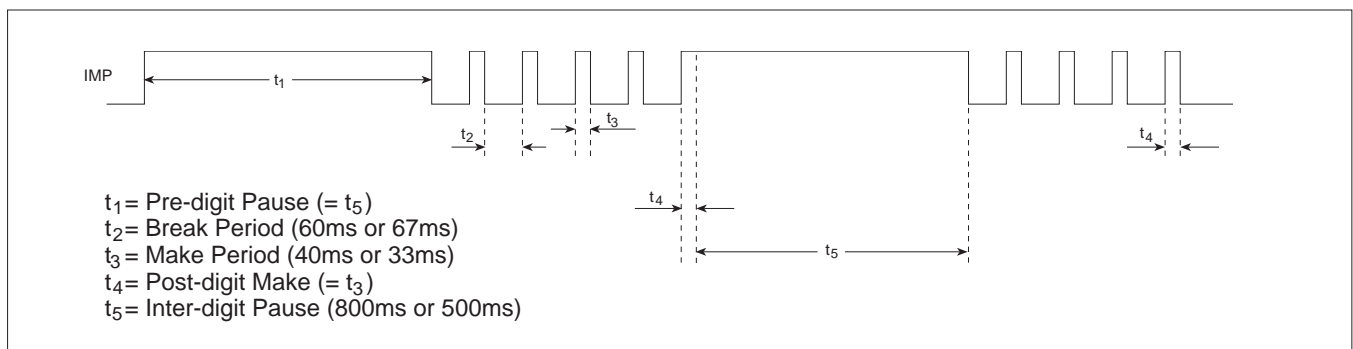 IMP
t1
t3
t2
t4
t4
t5
t1= Pre-digit Pause (= t5)
t2= Break Period (60ms or 67ms)
t3= Make Period (40ms or 33ms)
t4= Post-digit Make (= t3)
t5= Inter-digit Pause (800ms or 500ms)